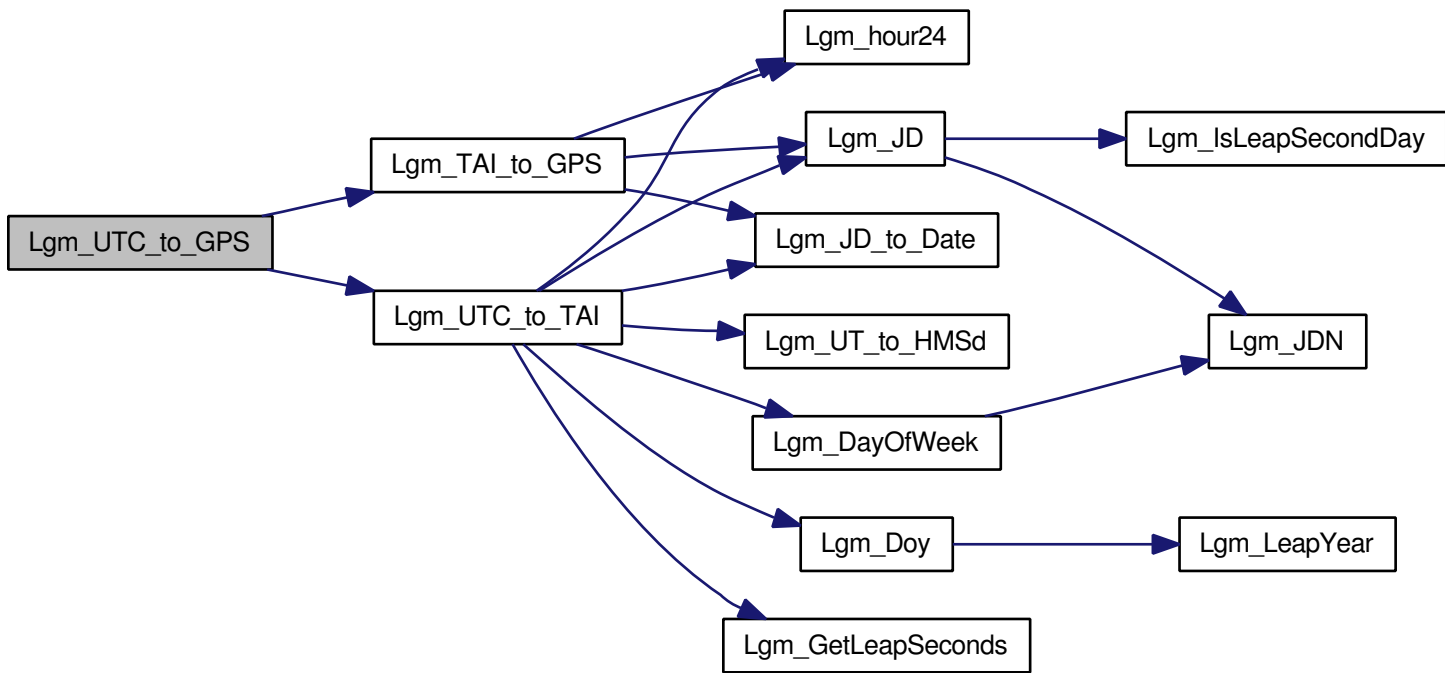 Lgm_hour24
Lgm_JD
Lgm_IsLeapSecondDay
Lgm_TAI_to_GPS
Lgm_UTC_to_GPS
Lgm_JD_to_Date
Lgm_UTC_to_TAI
Lgm_UT_to_HMSd
Lgm_JDN
Lgm_DayOfWeek
Lgm_Doy
Lgm_LeapYear
Lgm_GetLeapSeconds